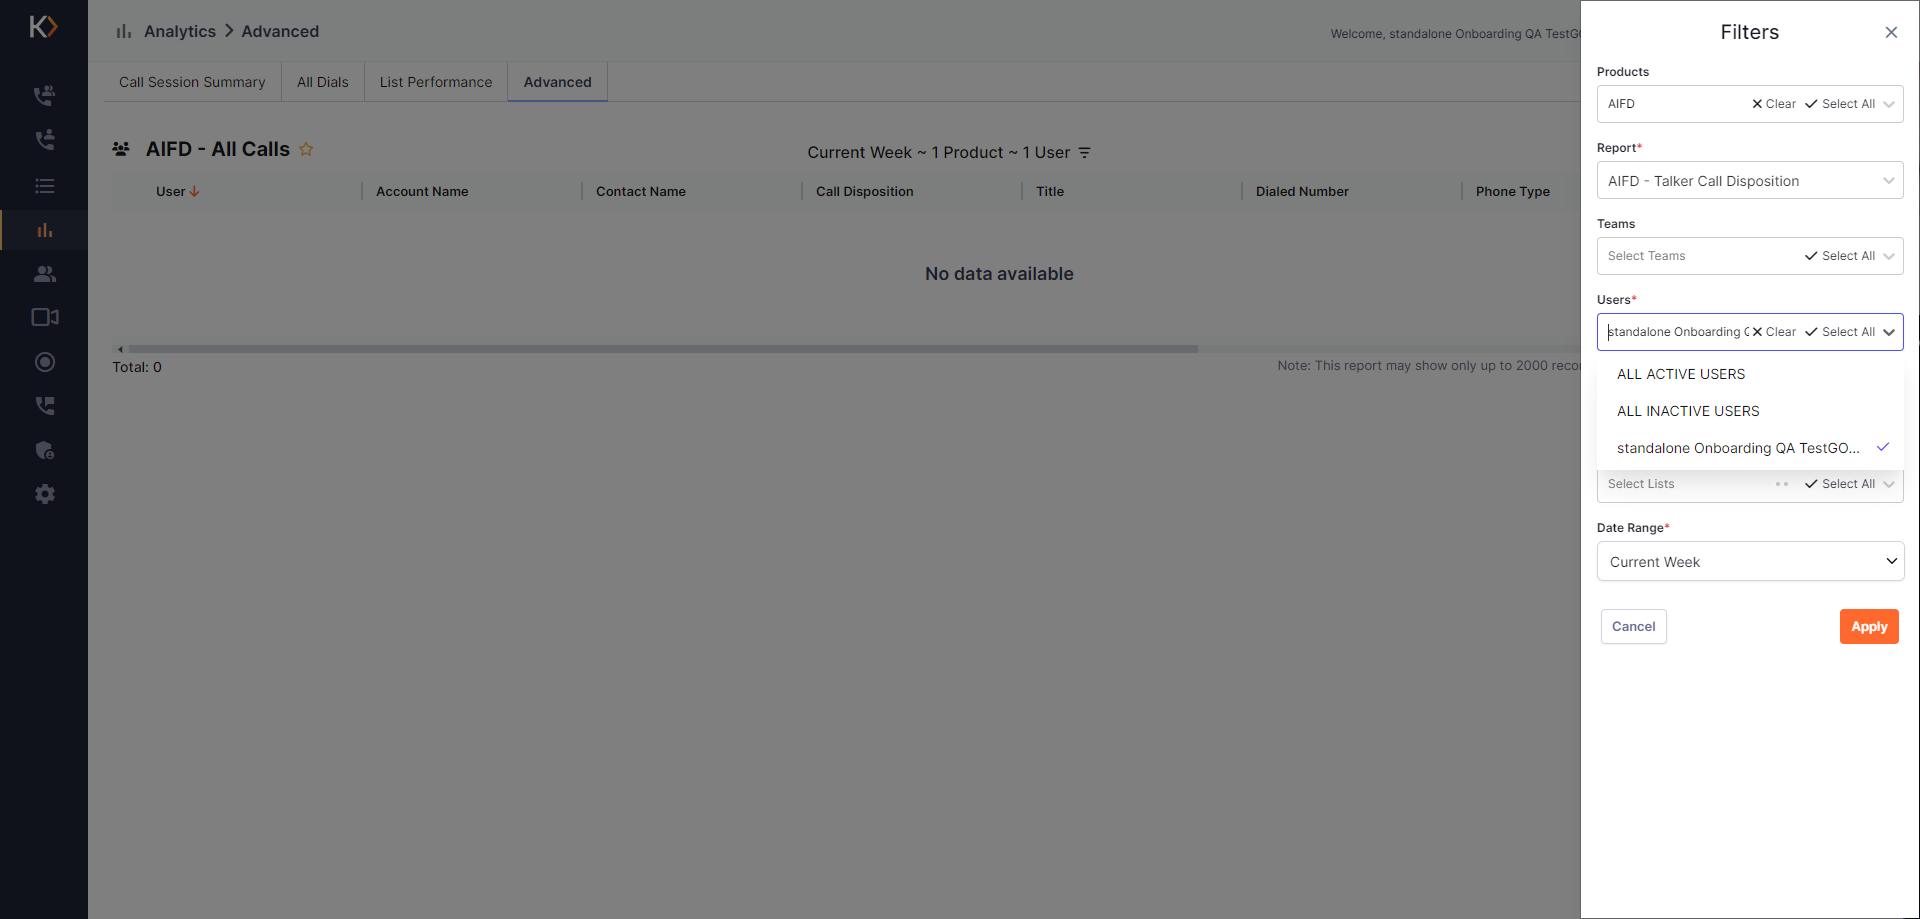 Analytics > Advanced
Welcome, standalone Onboarding QA TestGO
Call Session Summary
All Dials
List Performance
Advanced
AIFD - All Calls
Current Week ~ 1 Product ~ 1 User
User
Account Name
Contact Name
Call Disposition
Title
Dialed Number
Phone Type
No data available
Total: 0
Note: This report may show only up to 2000 recor
Filters
Products
AIFD
Clear
Select All
Report*
AIFD - Talker Call Disposition
Teams
Select Teams
Select All
Users*
standalone Onboarding Q
Clear
Select All
ALL ACTIVE USERS
ALL INACTIVE USERS
standalone Onboarding QA TestGO...
Select Lists
Select All
Date Range*
Current Week
Cancel
Apply